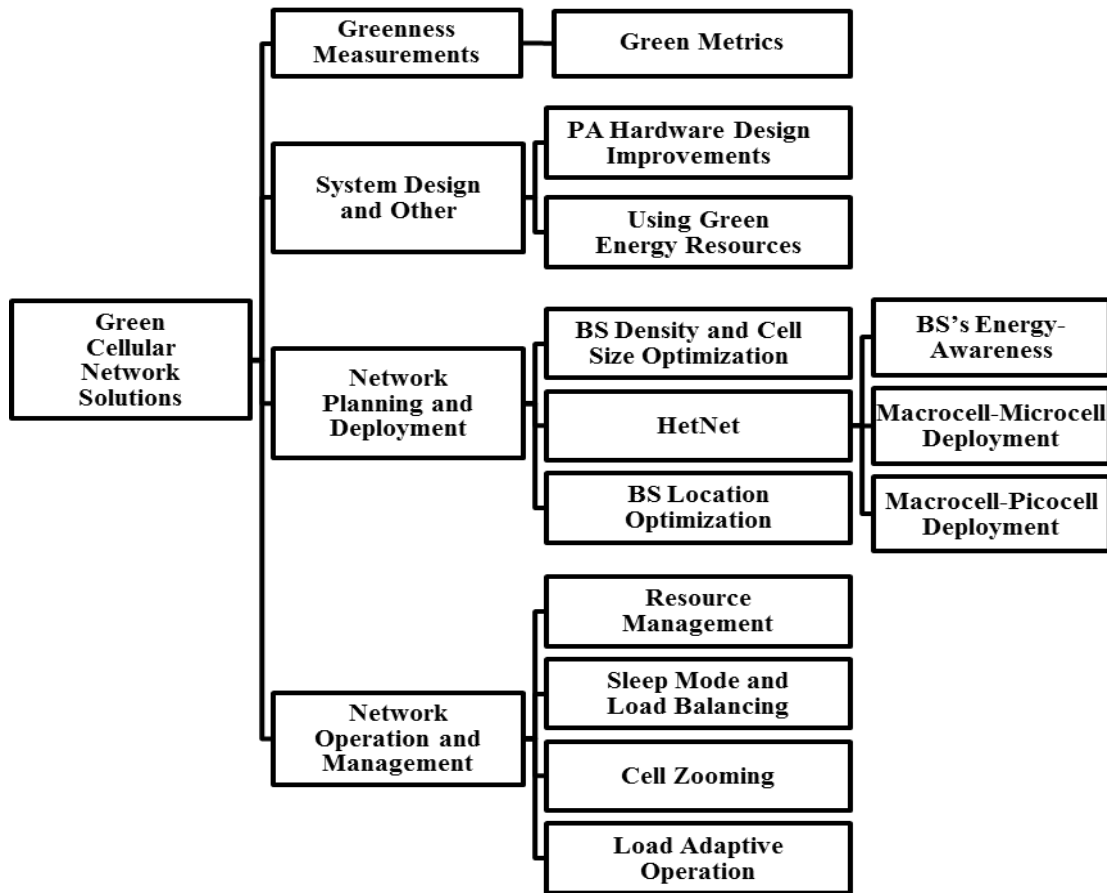 Green
Cellular
Network
Solutions
Greenness
Measurements
Green Metrics
System Design
and Other
PA Hardware Design
Improvements
Using Green
Energy Resources
Network
Planning and
Deployment
BS Density and Cell
Size Optimization
HetNet
BS's Energy-
Awareness
Macrocell-Microcell
Deployment
Macrocell-Picocell
Deployment
BS Location
Optimization
Network
Operation and
Management
Resource
Management
Sleep Mode and
Load Balancing
Cell Zooming
Load Adaptive
Operation